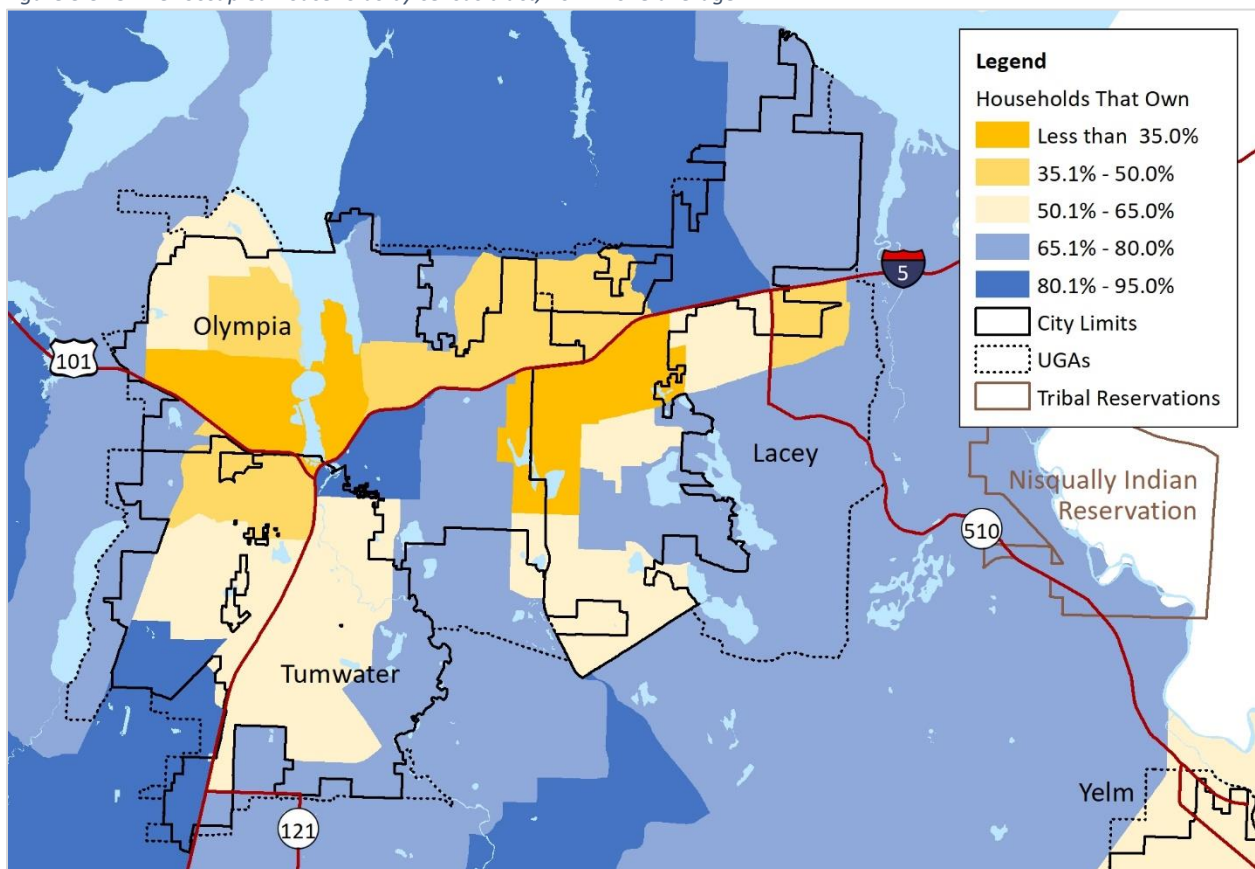 Legend
Households That Own
Less than 35.0%
35.1% - 50.0%
50.1% - 65.0%
65.1% - 80.0%
80.1% - 95.0%
City Limits
UGAs
Tribal Reservations
5
Olympia
101
Lacey
Nisqually Indian
Reservation
510
Tumwater
Yelm
121